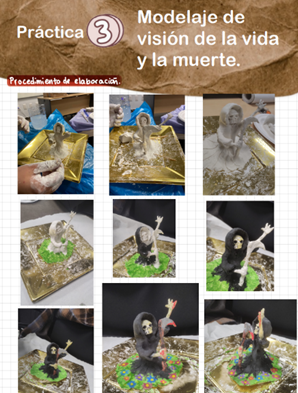 Práctica 3
Modelaje de
visión de la vida
y la muerte.
Procedimiento de elaboración.